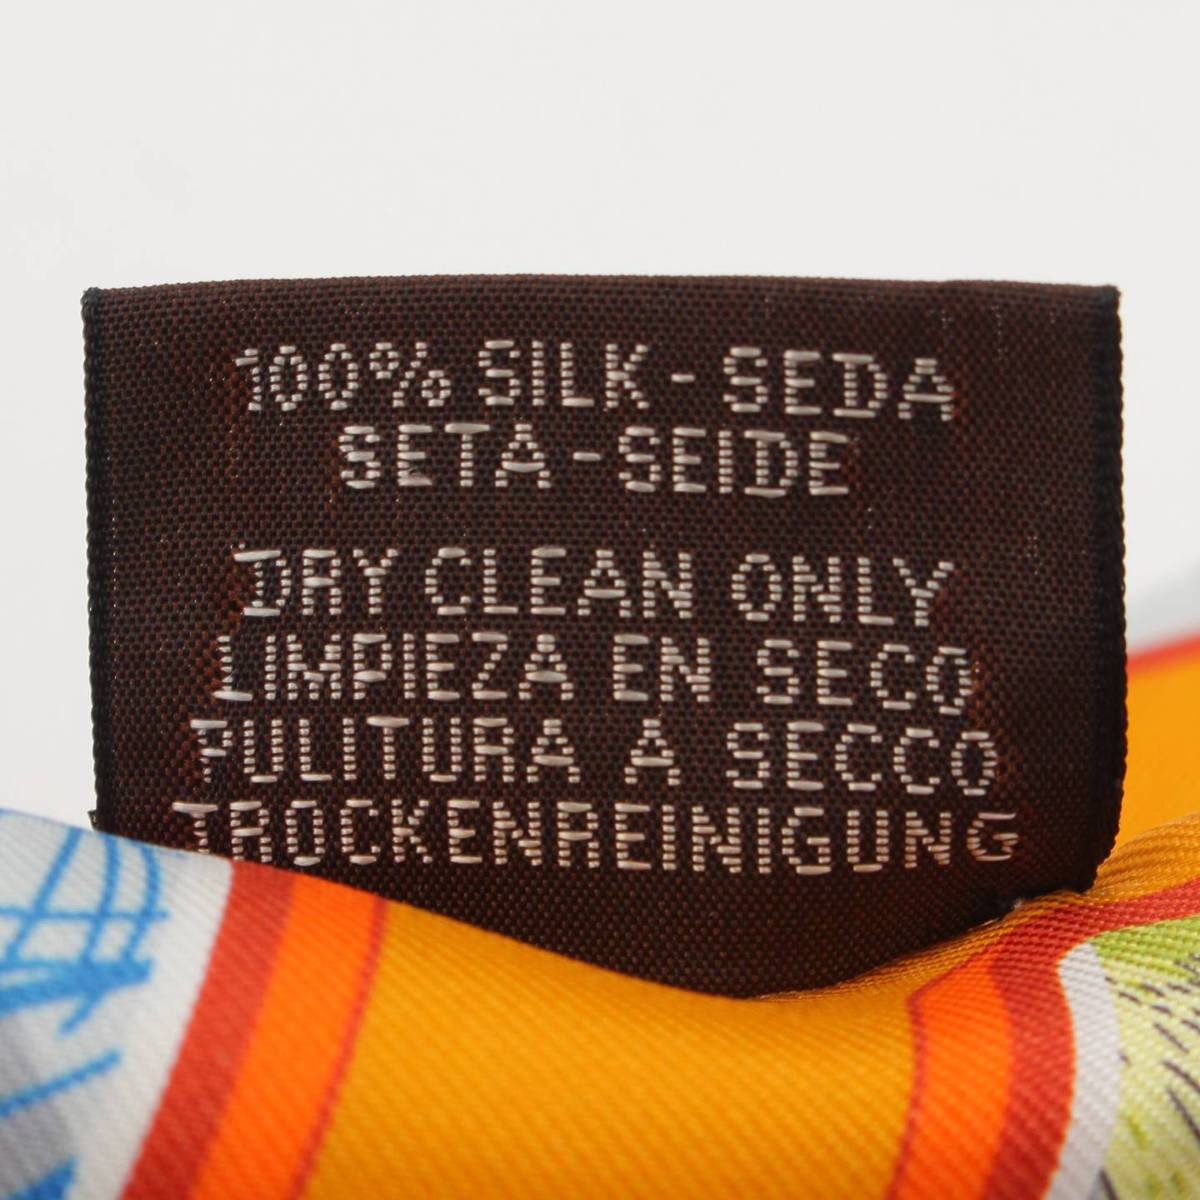 100% SILK - SEDA
SETA - SEIDE
DRY CLEAN ONLY
LIMPIEZA EN SECO
PULITURA A SECCO
TROCKENREINIGUNG